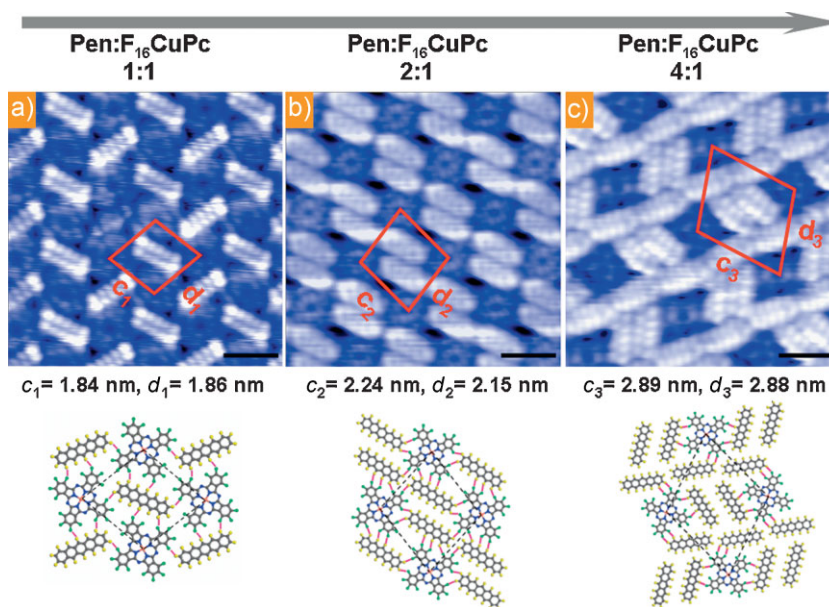 Pen:F₁₆CuPc Pen:F₁₆CuPc Pen:F₁₆CuPc
1:1 2:1 4:1
a) b) c)
c₁ d₁ c₂ d₂ c₃ d₃
c₁= 1.84 nm, d₁= 1.86 nm c₂= 2.24 nm, d₂= 2.15 nm c₃= 2.89 nm, d₃= 2.88 nm